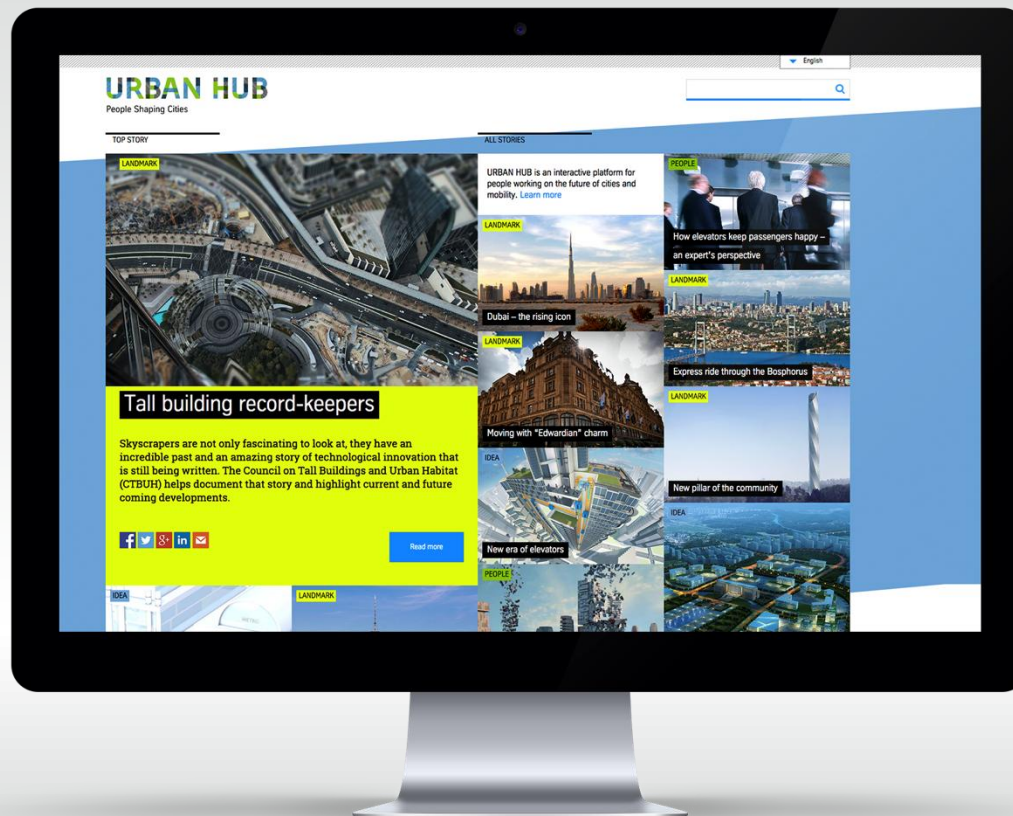 English
URBAN HUB
People Shaping Cities
TOP STORY
LANDMARK
Tall building record-keepers
Skyscrapers are not only fascinating to look at, they have an
incredible past and an amazing story of technological innovation that
is still being written. The Council on Tall Buildings and Urban Habitat
(CTBUH) helps document that story and highlight current and future
coming developments.
f
g+
in
Read more
IDEA
METRO
LANDMARK
ALL STORIES
URBAN HUB is an interactive platform for
people working on the future of cities and
mobility. Learn more
LANDMARK
Dubai – the rising icon
LANDMARK
Moving with "Edwardian" charm
IDEA
New era of elevators
PEOPLE
PEOPLE
How elevators keep passengers happy –
an expert's perspective
LANDMARK
Express ride through the Bosphorus
LANDMARK
New pillar of the community
IDEA